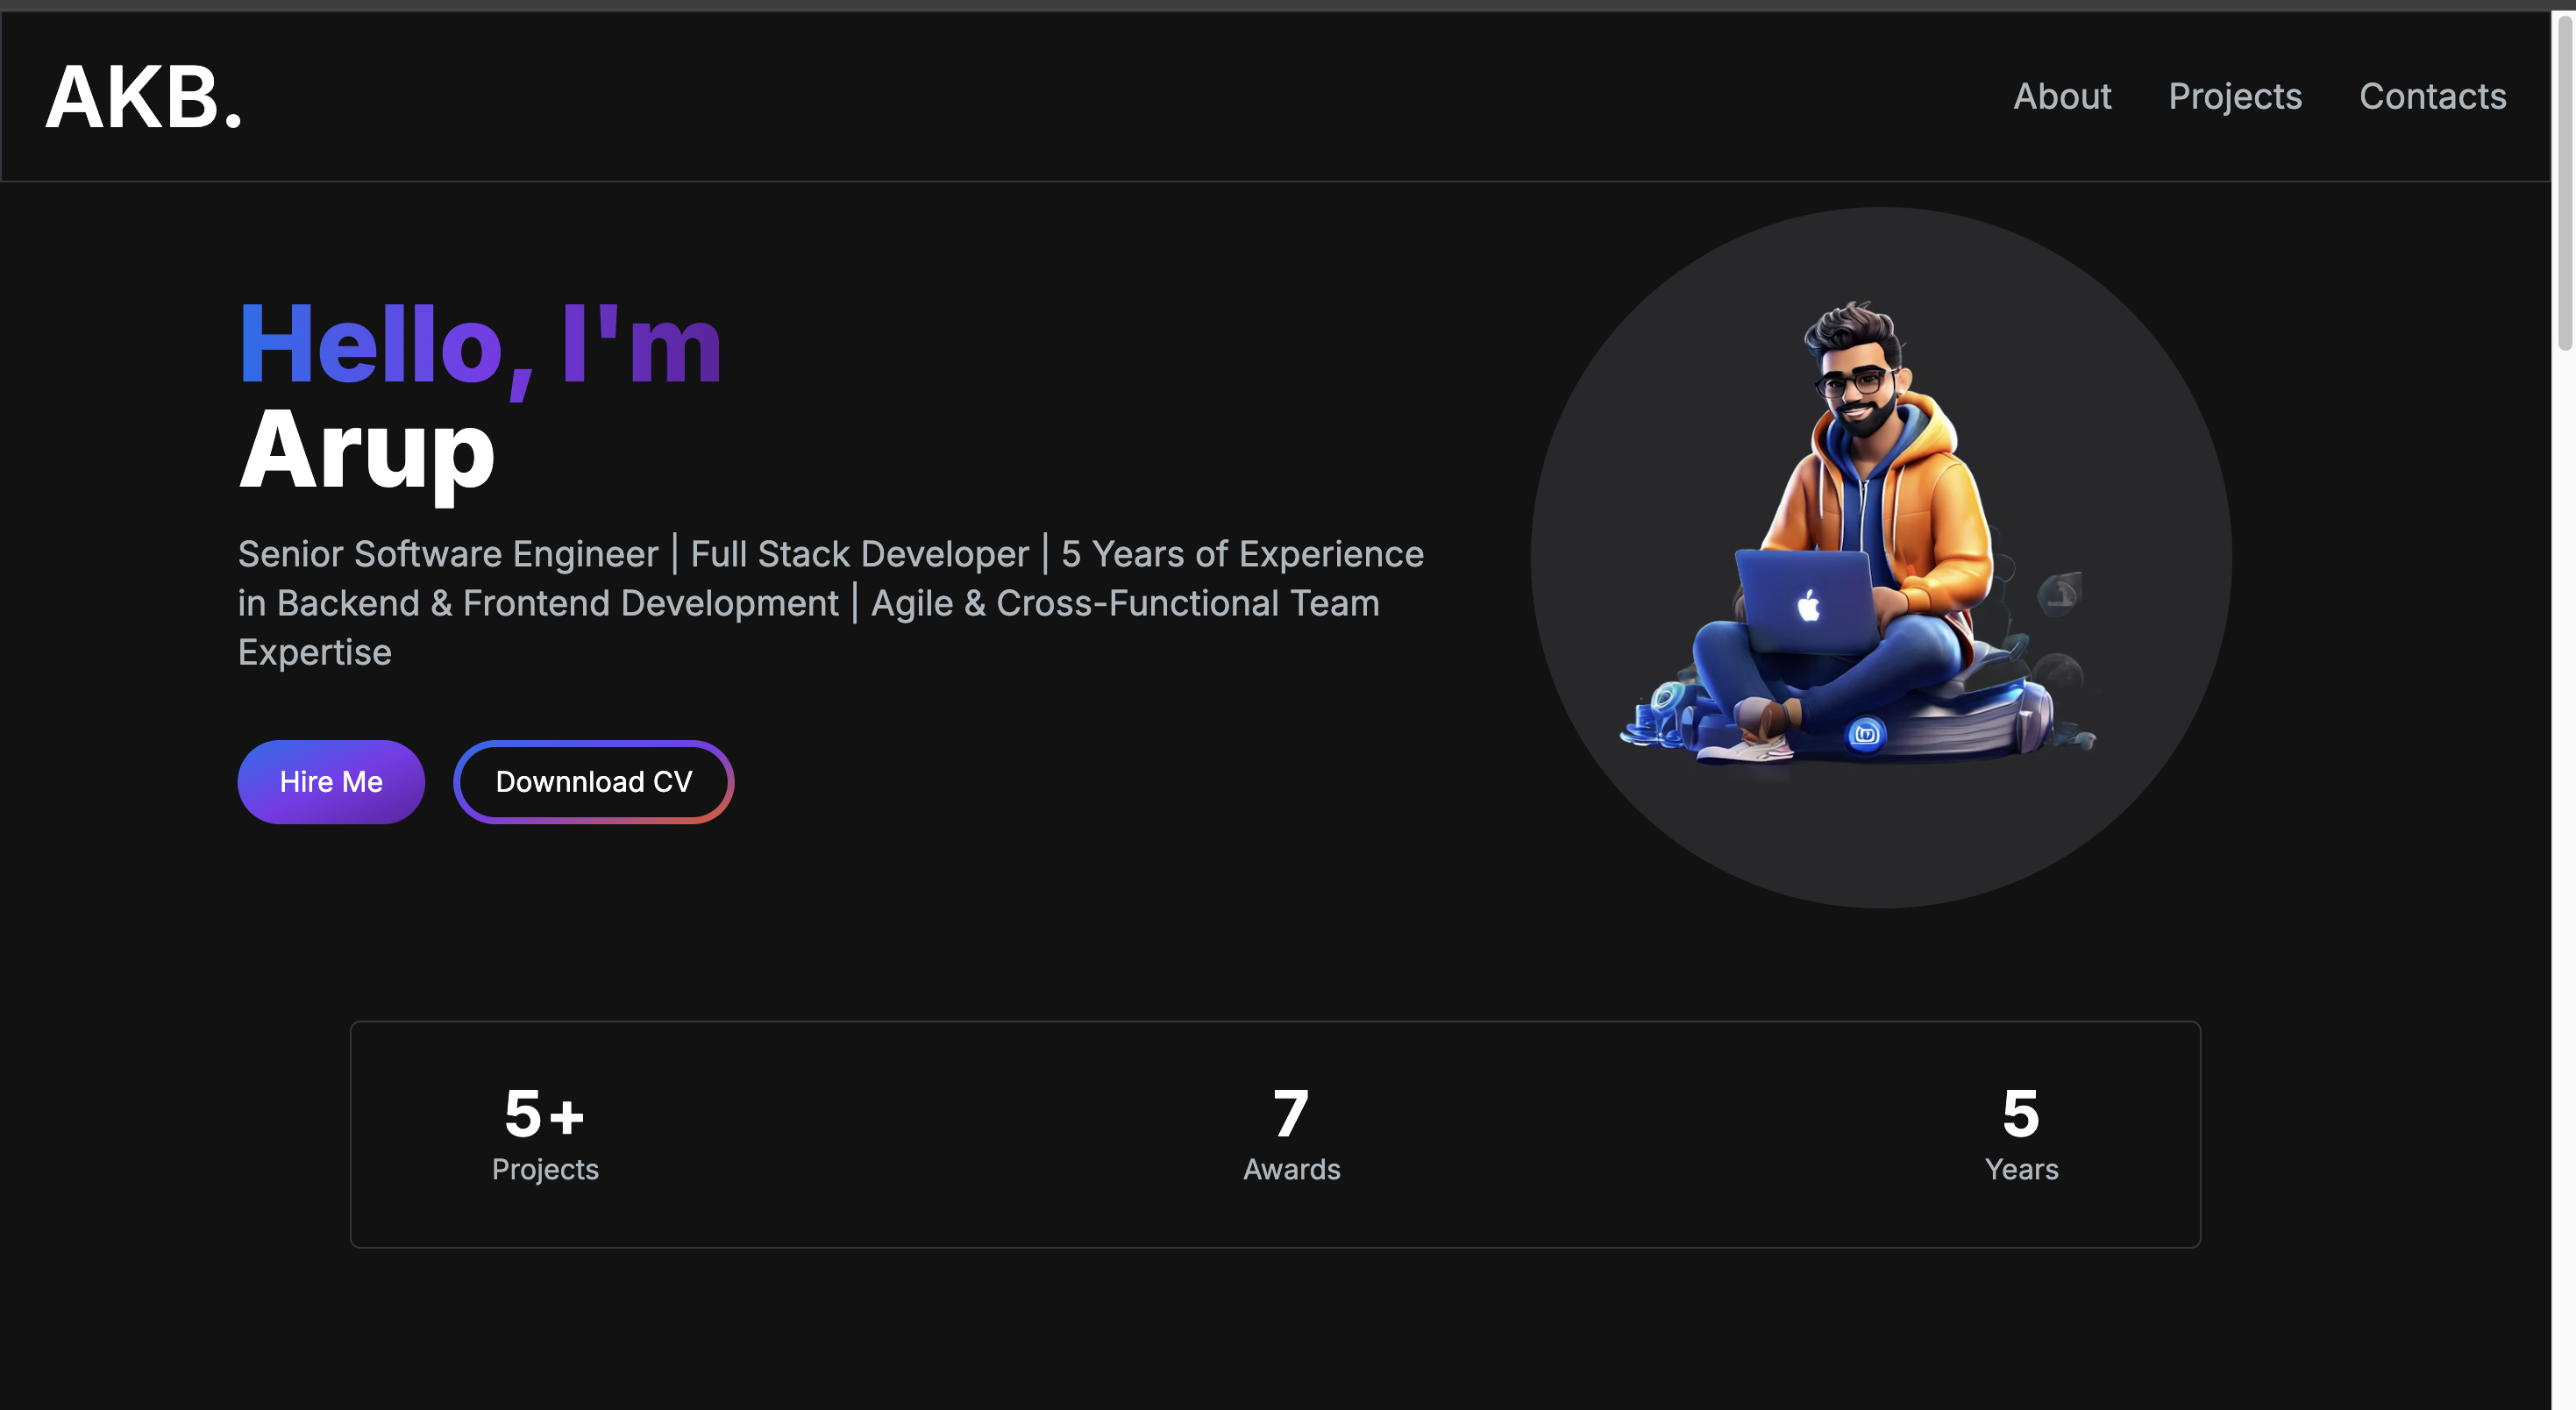 AKB.
About Projects Contacts
Hello, I'm
Arup
Senior Software Engineer | Full Stack Developer | 5 Years of Experience
in Backend & Frontend Development | Agile & Cross-Functional Team
Expertise
Hire Me Downnload CV
5+ 7 5
Projects Awards Years